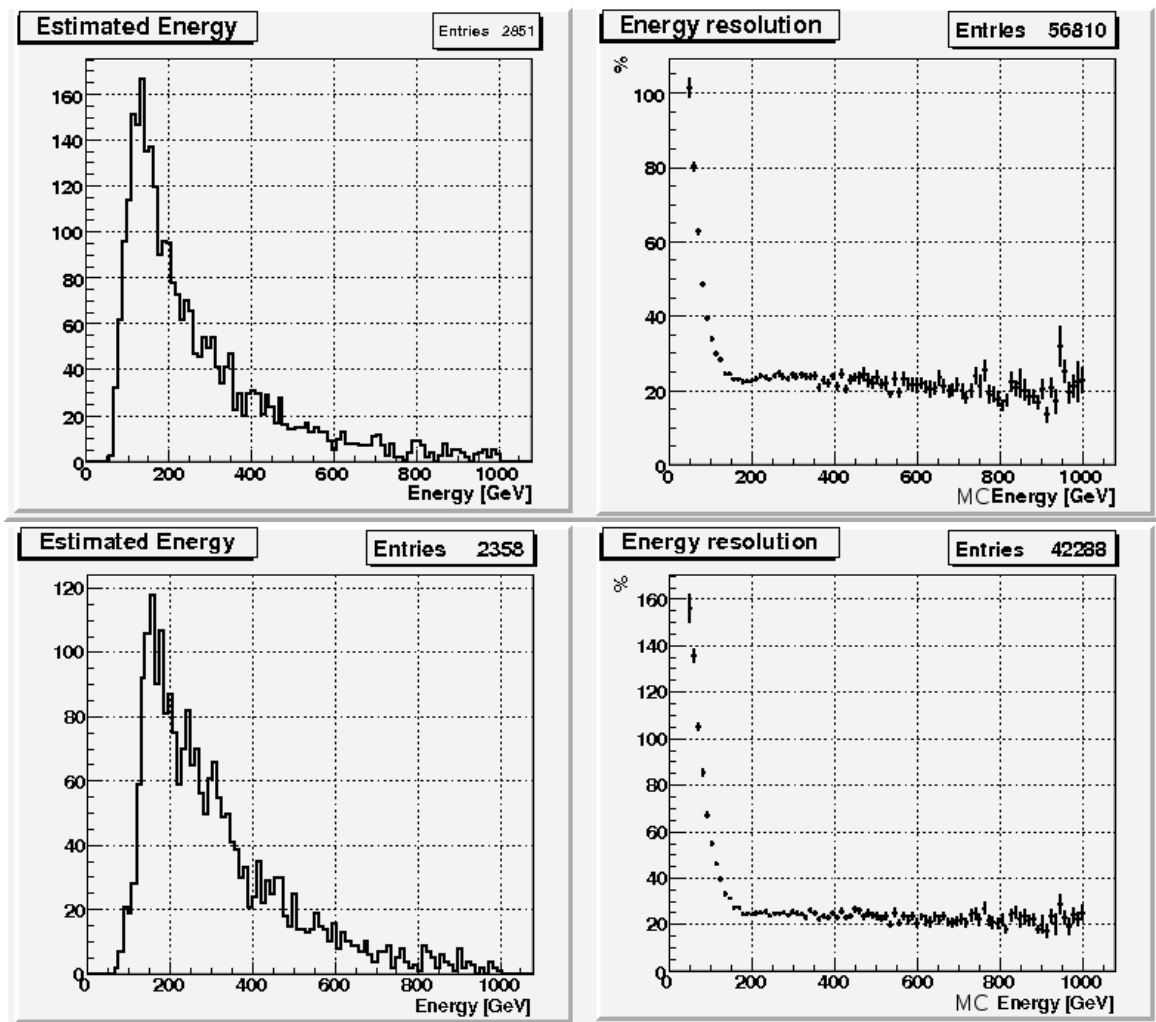 Estimated Energy
Entries 2851
160
140
120
100
80
60
40
20
0
0 200 400 600 800 1000
Energy [GeV]
Energy resolution
Entries 56810
%
100
80
60
40
20
0
0 200 400 600 800 1000
MC Energy [GeV]
Estimated Energy
Entries 2358
120
100
80
60
40
20
0
0 200 400 600 800 1000
Energy [GeV]
Energy resolution
Entries 42288
%
160
140
120
100
80
60
40
20
0
0 200 400 600 800 1000
MC Energy [GeV]